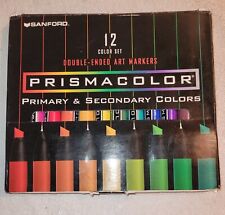 SANFORD
12
COLOR SET
DOUBLE-ENDED ART MARKERS
PRISMACOLOR
PRIMARY & SECONDARY COLORS